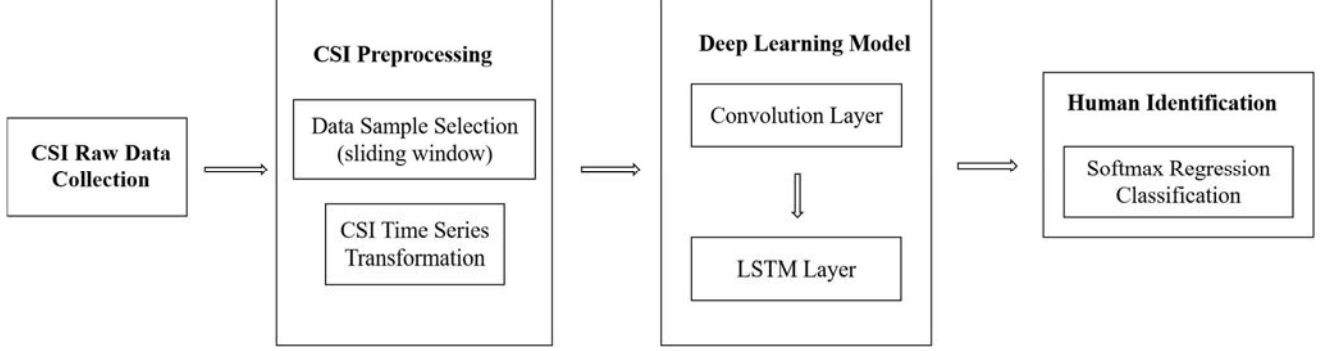 CSI Raw Data
Collection
CSI Preprocessing
Data Sample Selection
(sliding window)
CSI Time Series
Transformation
Deep Learning Model
Convolution Layer
LSTM Layer
Human Identification
Softmax Regression
Classification